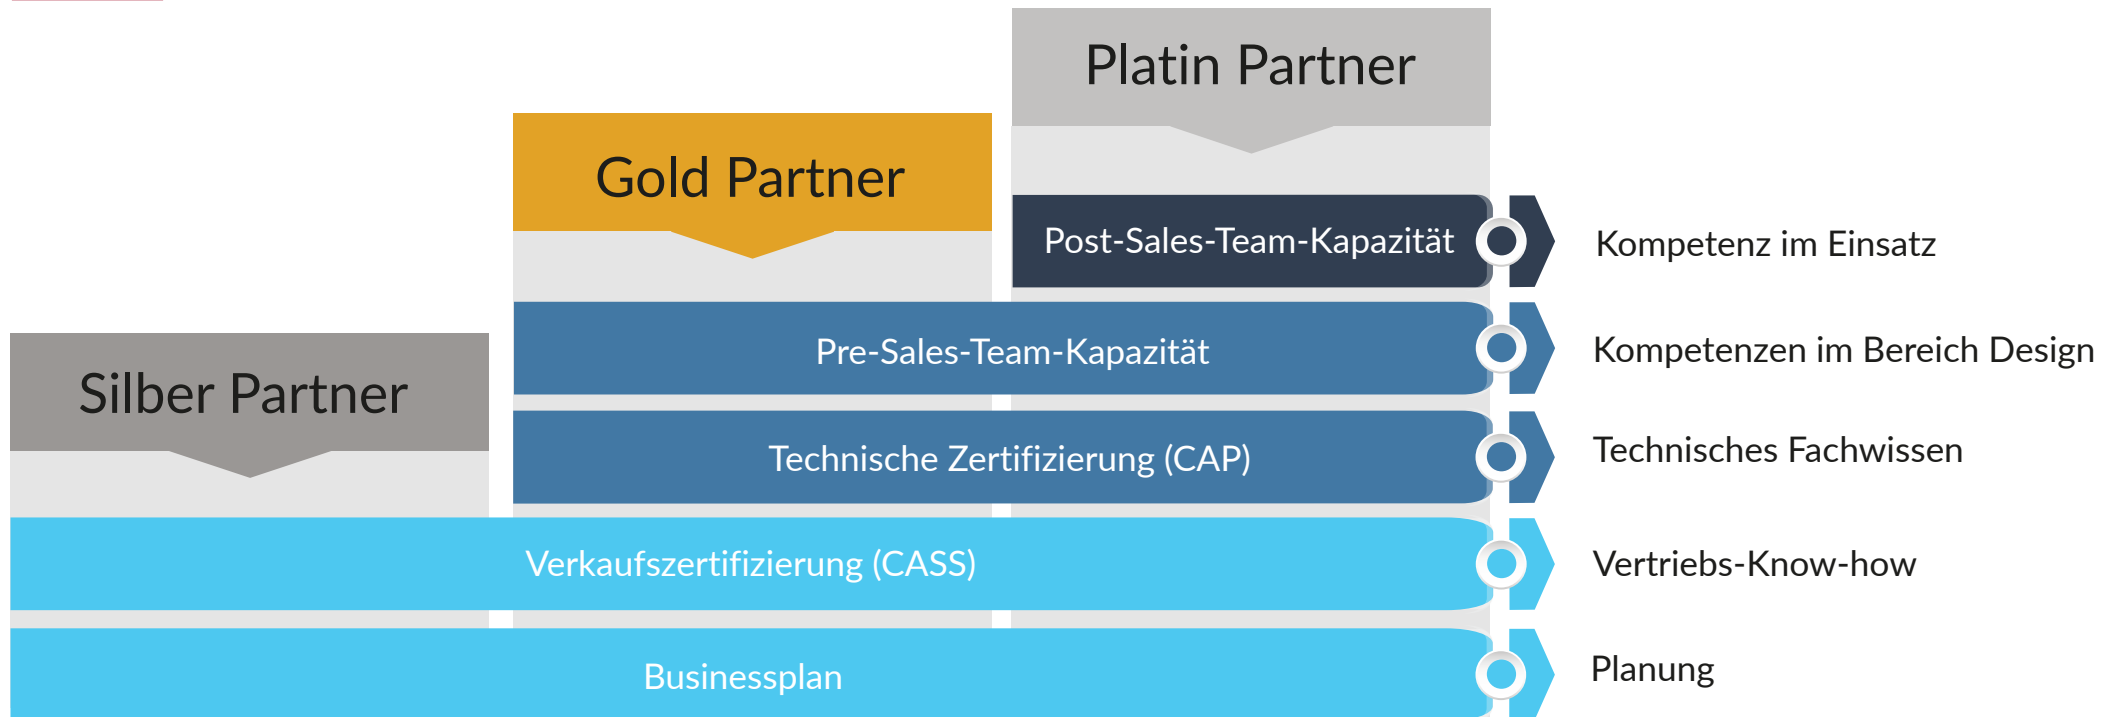 Platin Partner
Gold Partner
Post-Sales-Team-Kapazität
Kompetenz im Einsatz
Pre-Sales-Team-Kapazität
Kompetenzen im Bereich Design
Silber Partner
Technische Zertifizierung (CAP)
Technisches Fachwissen
Verkaufszertifizierung (CASS)
Vertriebs-Know-how
Businessplan
Planung